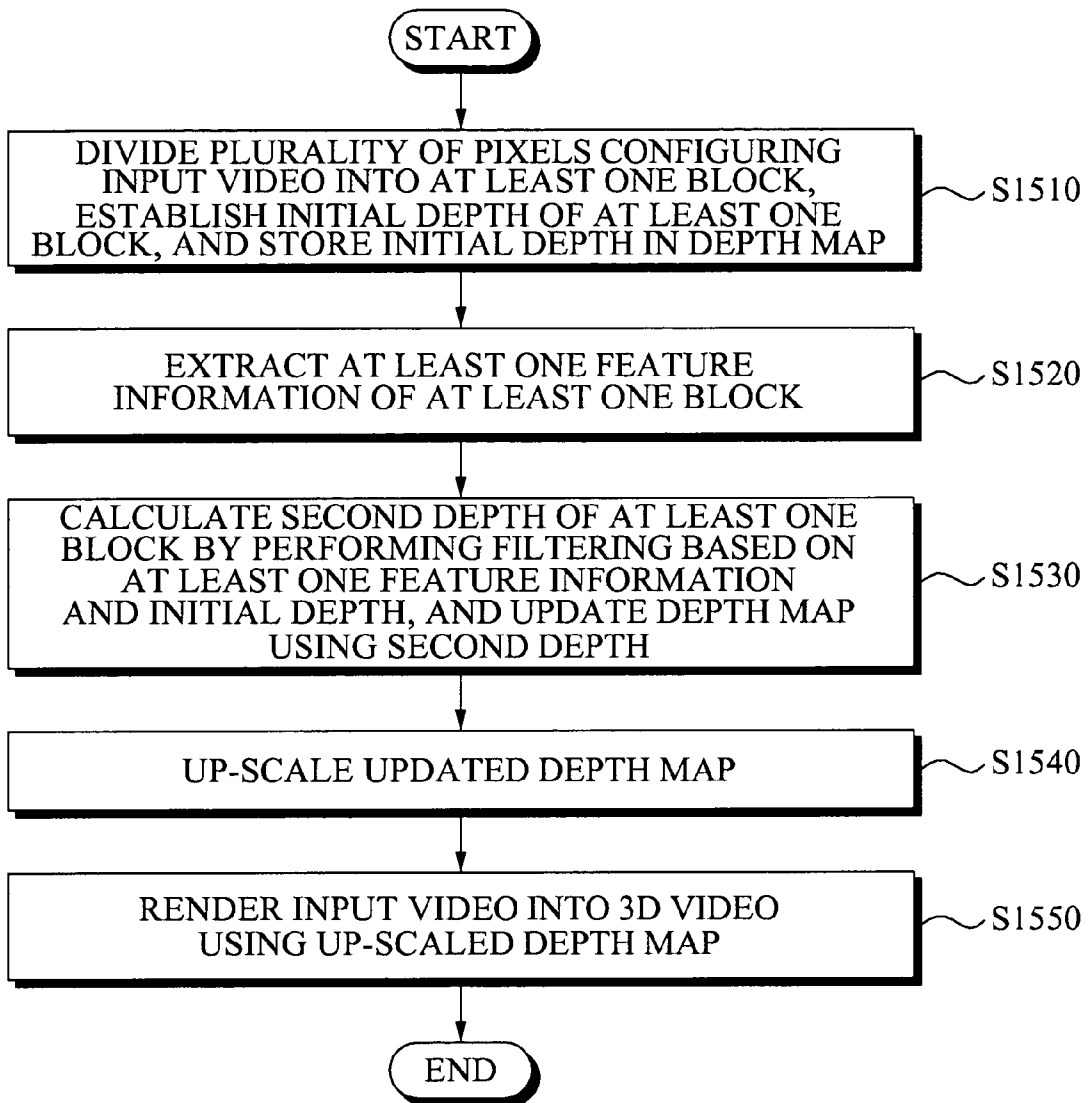 START
DIVIDE PLURALITY OF PIXELS CONFIGURING
INPUT VIDEO INTO AT LEAST ONE BLOCK,
ESTABLISH INITIAL DEPTH OF AT LEAST ONE
BLOCK, AND STORE INITIAL DEPTH IN DEPTH MAP
S1510
EXTRACT AT LEAST ONE FEATURE
INFORMATION OF AT LEAST ONE BLOCK
S1520
CALCULATE SECOND DEPTH OF AT LEAST ONE
BLOCK BY PERFORMING FILTERING BASED ON
AT LEAST ONE FEATURE INFORMATION
AND INITIAL DEPTH, AND UPDATE DEPTH MAP
USING SECOND DEPTH
S1530
UP-SCALE UPDATED DEPTH MAP
S1540
RENDER INPUT VIDEO INTO 3D VIDEO
USING UP-SCALED DEPTH MAP
S1550
END